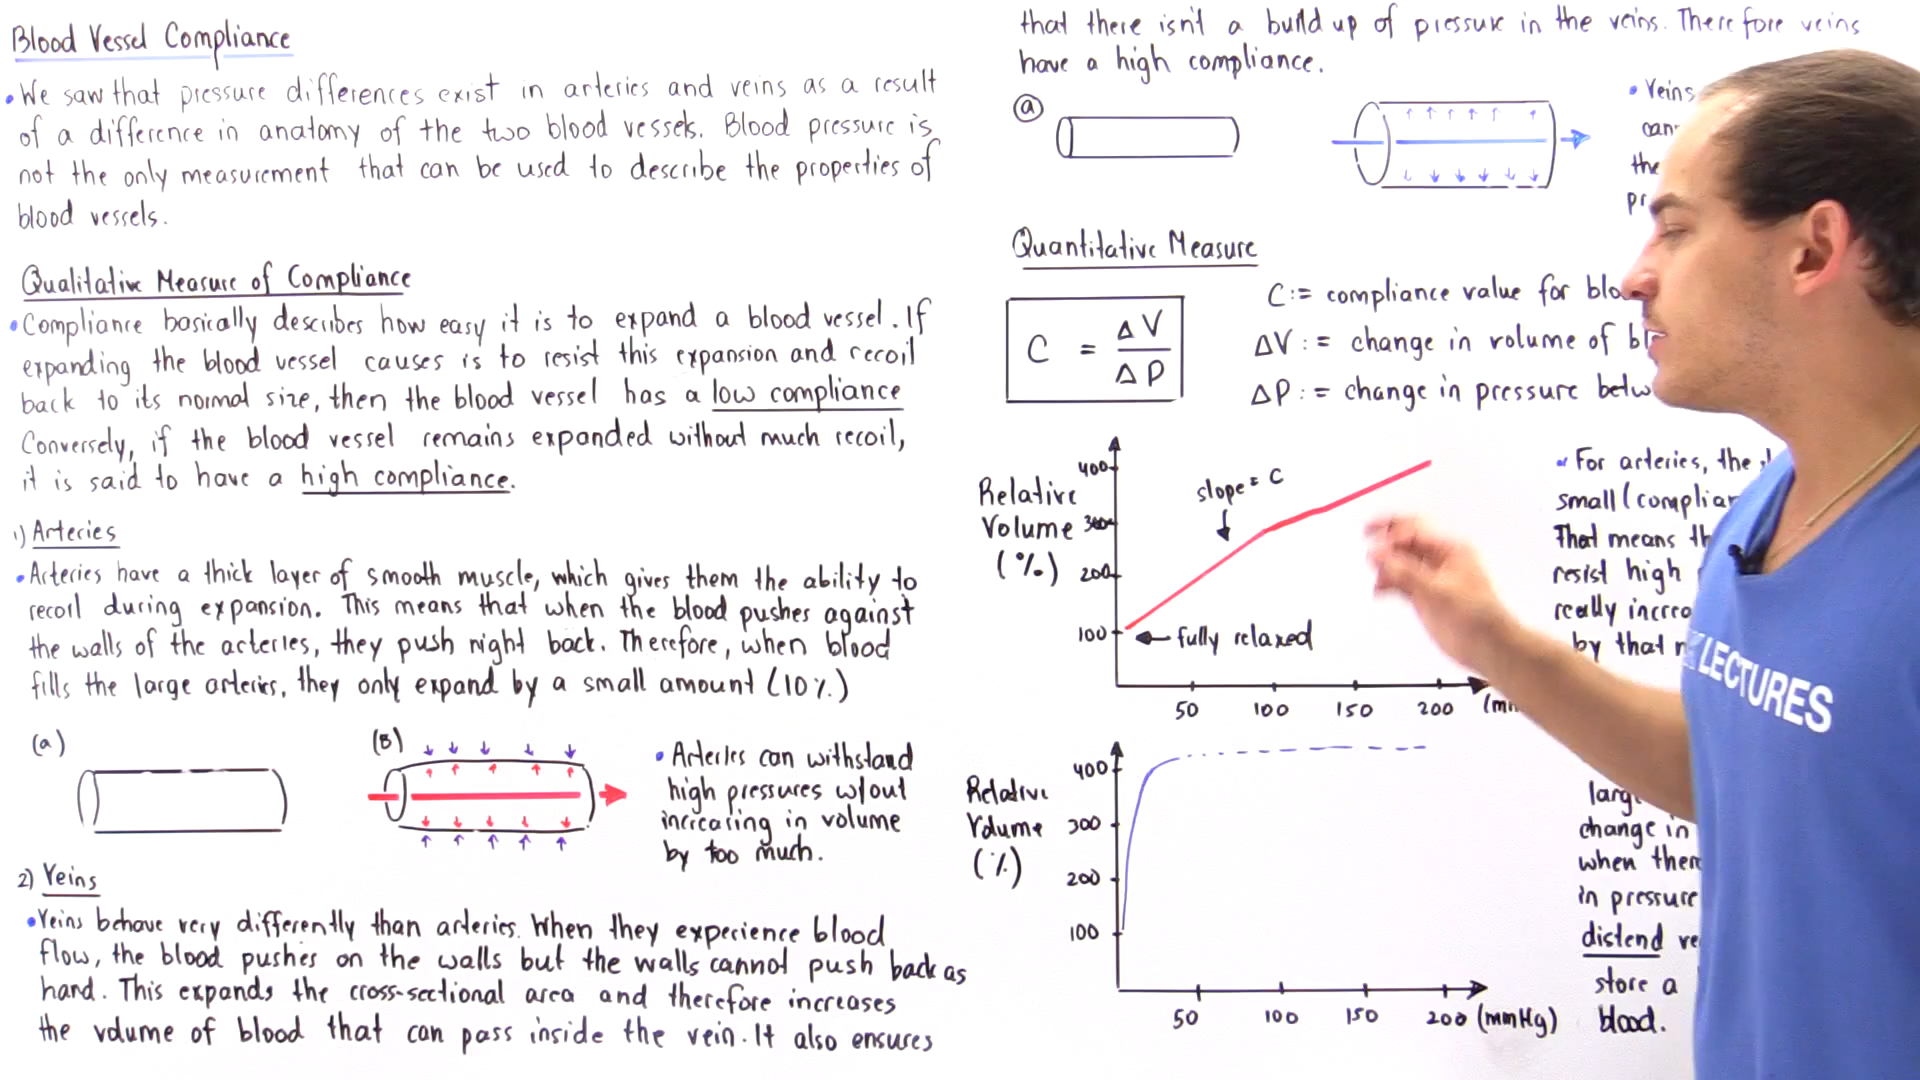 Blood Vessel Compliance
• We saw that pressure differences exist in arteries and veins as a result
of a difference in anatomy of the two blood vessels. Blood pressure is
not the only measurement that can be used to describe the properties of
blood vessels.
Qualitative Measure of Compliance
• Compliance basically describes how easy it is to expand a blood vessel. If
expanding the blood vessel causes is to resist this expansion and recoil
back to its normal size, then the blood vessel has a low compliance
Conversely, if the blood vessel remains expanded without much recoil,
it is said to have a high compliance.
1) Arteries
• Arteries have a thick layer of smooth muscle, which gives them the ability to
recoil during expansion. This means that when the blood pushes against
the walls of the arteries, they push right back. Therefore, when blood
fills the large arteries, they only expand by a small amount (10%)
(a)
(B)
• Arteries can withstand
high pressures w/out
increasing in volume
by too much.
2) Veins
• Veins behave very differently than arteries. When they experience blood
flow, the blood pushes on the walls but the walls cannot push back as
hard. This expands the cross-sectional area and therefore increases
the volume of blood that can pass inside the vein. It also ensures
that there isn't a build up of pressure in the veins. Therefore veins
have a high compliance.
(a)
• Veins
the
Quantitative Measure
C = ΔV/ΔP
C := compliance value for
ΔV := change in volume of
ΔP := change in pressure
Relative
Volume
(%)
400
300
200
100
slope = C
fully relaxed
50 100 150 200
• For arteries, the
small
That means
resist high
really
by that
Relative
Volume
(%)
400
300
200
100
50 100 150 200 (mmHg)
change in
when
in pressure
distend
store a
blood.
LECTURES